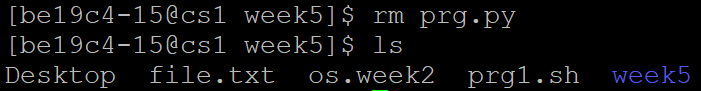 [be19c4-15@cs1 week5]$ rm prg.py
[be19c4-15@cs1 week5]$ ls
Desktop  file.txt  os.week2  prg1.sh  week5